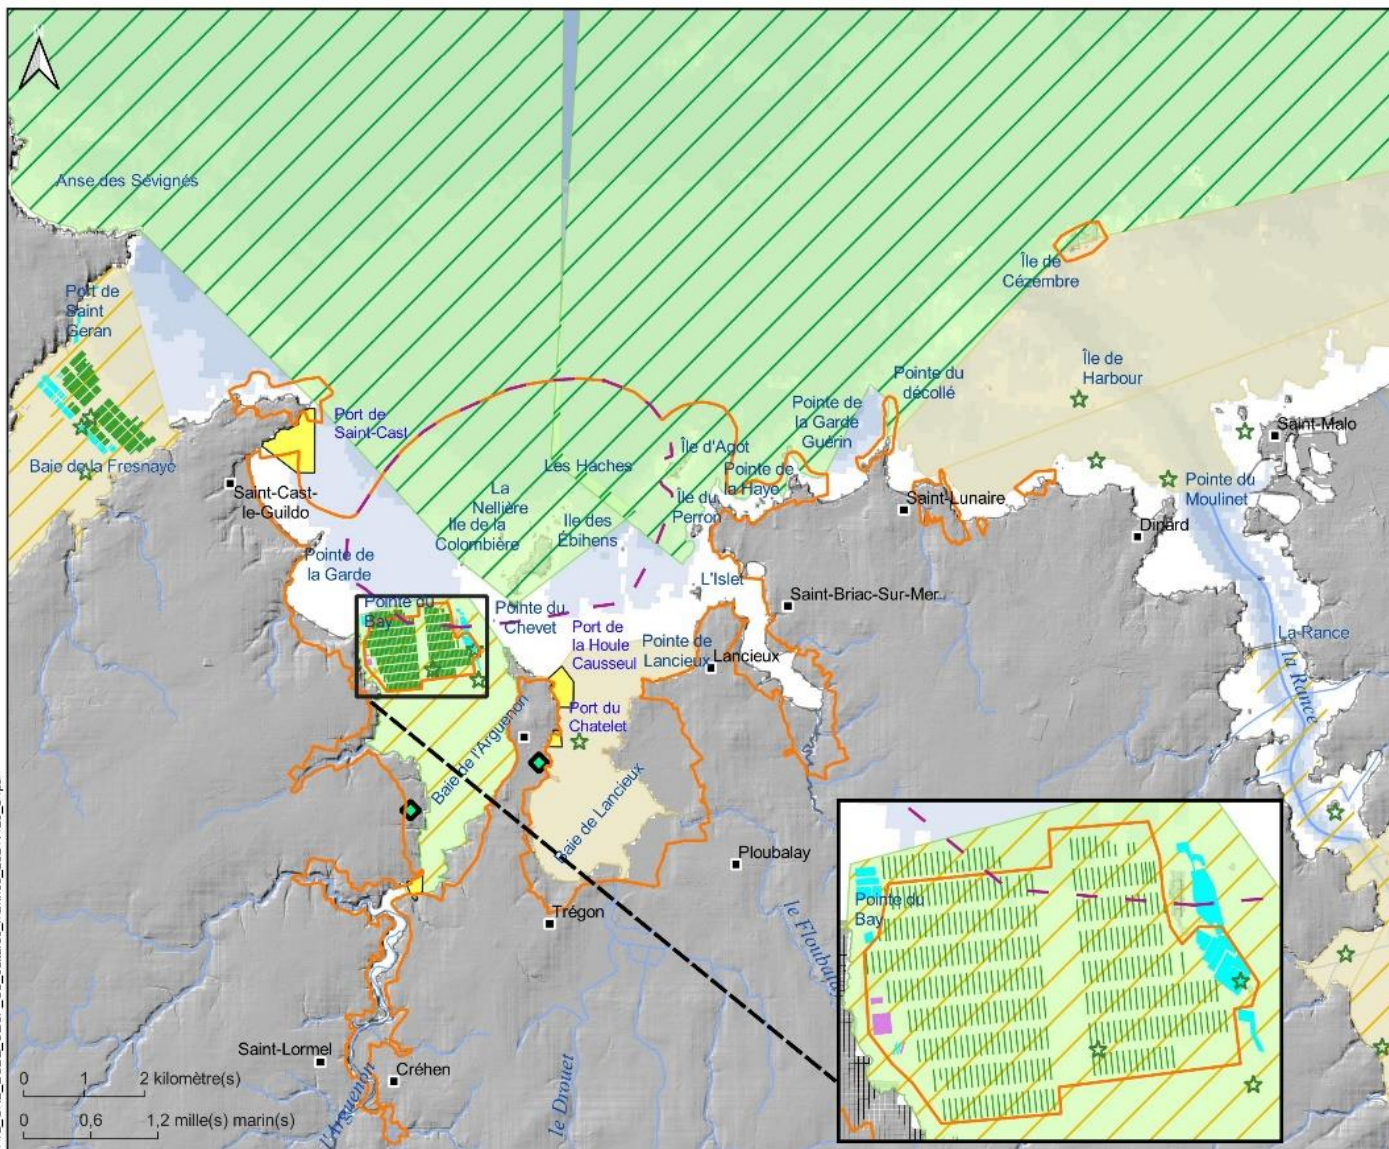 N
Anse des Sévignés
Port de
Saint
Geran
Île de
Cézembre
Île de
Harbour
Pointe du
décollé
Pointe de
la Garde
Guérin
Port de
Saint-Cast
Saint-Malo
Baie de la Fresnaye
Saint-Cast-
le-Guildo
Les Haches
Île d'Agot
Pointe de
la Haye
La
Nellière
Ile de la
Colombière
Ile des
Ébihens
Île du
Perron
Saint-Lunaire
Pointe du
Moulinet
Dinard
Pointe de
la Garde
L'Islet
Saint-Briac-Sur-Mer
Pointe du
Bay
Pointe du
Chevet
Port de
la Houle
Causseul
Pointe de
Lancieux
Lancieux
La Rance
la Rance
Port du
Chatelet
Baie de l'Arguenon
Baie de Lancieux
Ploubalay
Trégon
le Floubalay
Pointe du
Bay
Saint-Lormel
Créhen
l'Arguenon
le Drouet
0 1 2 kilomètre(s)
0 0,6 1,2 mille(s) marin(s)